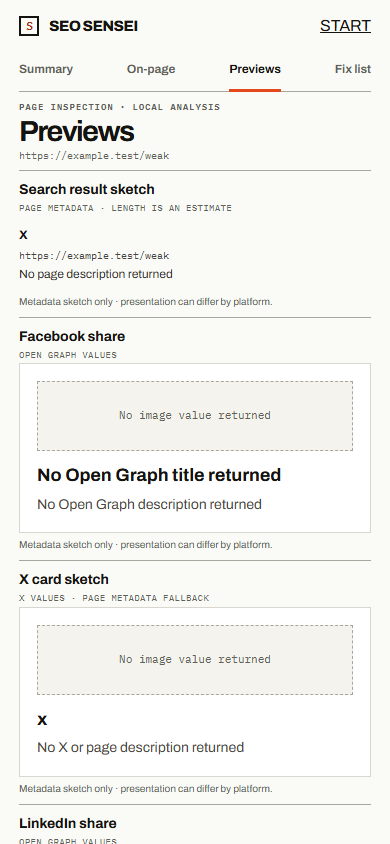 S
SEO SENSEI
START
Summary
On-page
Previews
Fix list
PAGE INSPECTION · LOCAL ANALYSIS
Previews
https://example.test/weak
Search result sketch
PAGE METADATA · LENGTH IS AN ESTIMATE
X
https://example.test/weak
No page description returned
Metadata sketch only · presentation can differ by platform.
Facebook share
OPEN GRAPH VALUES
No image value returned
No Open Graph title returned
No Open Graph description returned
Metadata sketch only · presentation can differ by platform.
X card sketch
X VALUES · PAGE METADATA FALLBACK
No image value returned
X
No X or page description returned
Metadata sketch only · presentation can differ by platform.
LinkedIn share
OPEN GRAPH VALUES